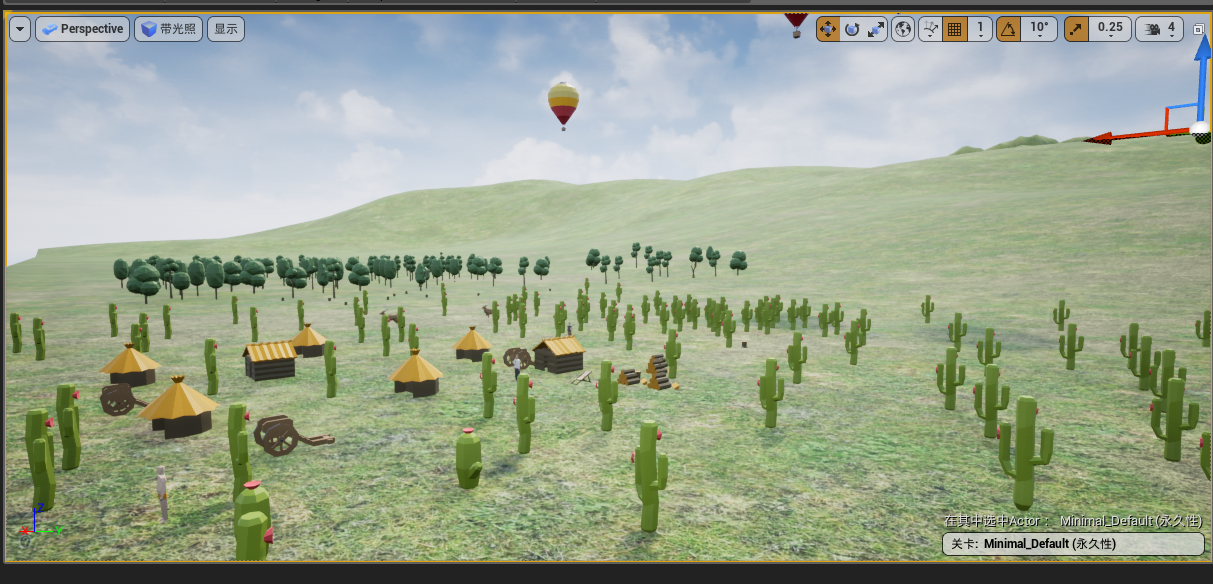 Perspective
带光照
显示
1
10°
0.25
4
Z
X
Y
在其中选中Actor： Minimal_Default (永久性)
关卡: Minimal_Default (永久性)